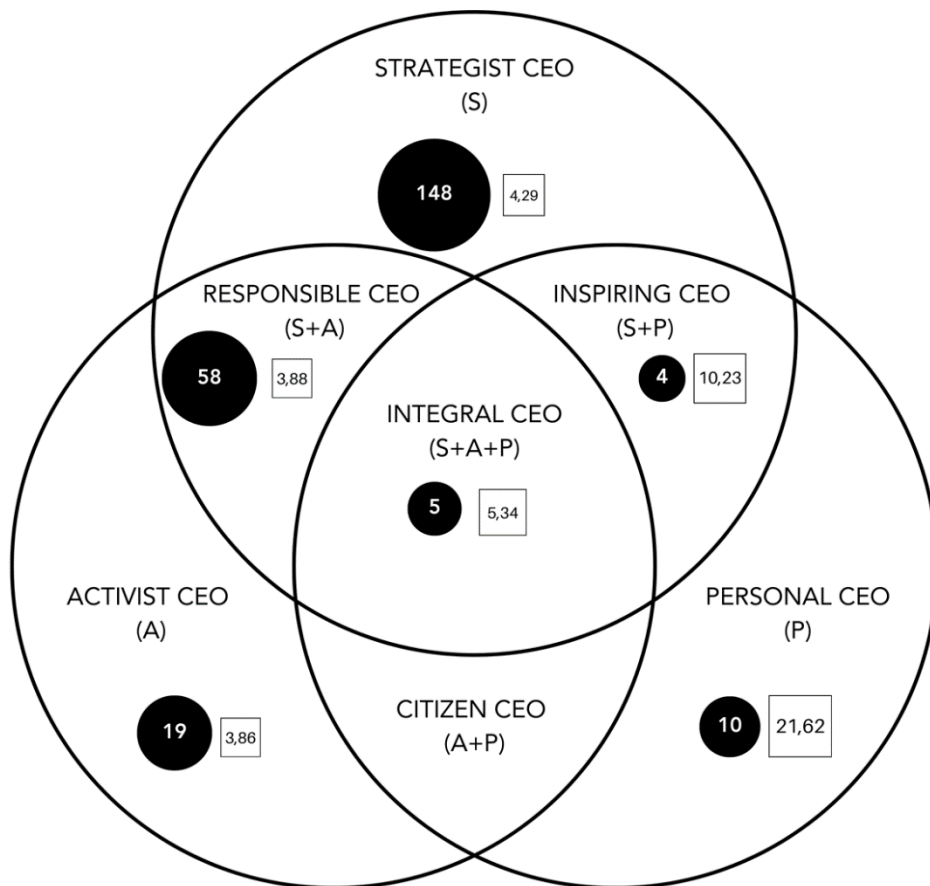 STRATEGIST CEO
(S)
148
4,29
RESPONSIBLE CEO
(S+A)
58
3,88
INSPIRING CEO
(S+P)
4
10,23
INTEGRAL CEO
(S+A+P)
5
5,34
ACTIVIST CEO
(A)
19
3,86
CITIZEN CEO
(A+P)
PERSONAL CEO
(P)
10
21,62